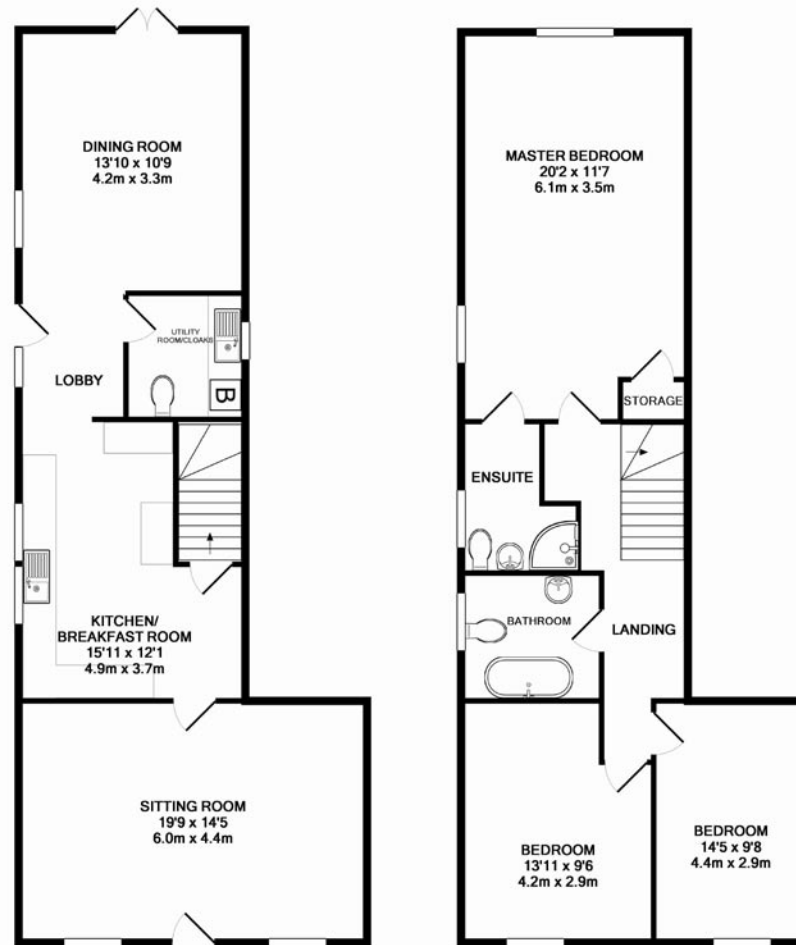 DINING ROOM
13'10 x 10'9
4.2m x 3.3m
UTILITY
ROOM/CLOAKS
B
LOBBY
KITCHEN/
BREAKFAST ROOM
15'11 x 12'1
4.9m x 3.7m
SITTING ROOM
19'9 x 14'5
6.0m x 4.4m
MASTER BEDROOM
20'2 x 11'7
6.1m x 3.5m
STORAGE
ENSUITE
BATHROOM
LANDING
BEDROOM
13'11 x 9'6
4.2m x 2.9m
BEDROOM
14'5 x 9'8
4.4m x 2.9m